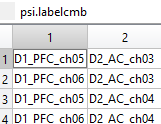 psi.labelcmb
1 2
1 D1_PFC_ch05 D2_AC_ch03
2 D1_PFC_ch06 D2_AC_ch03
3 D1_PFC_ch05 D2_AC_ch04
4 D1_PFC_ch06 D2_AC_ch04